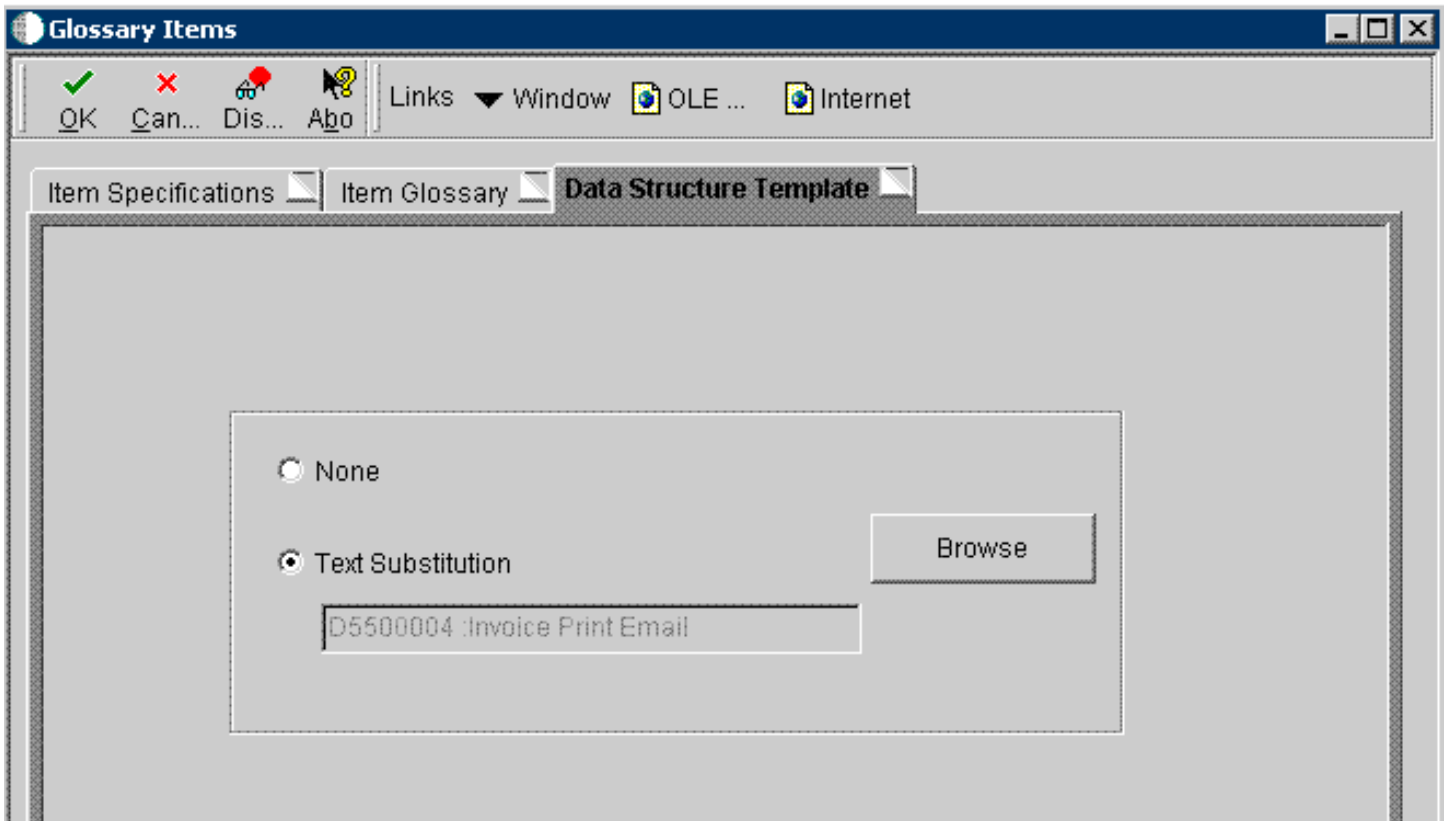 Glossary Items
OK Can... Dis... Abo Links Window OLE ... Internet
Item Specifications Item Glossary Data Structure Template
None
Browse
Text Substitution
D5500004 :Invoice Print Email